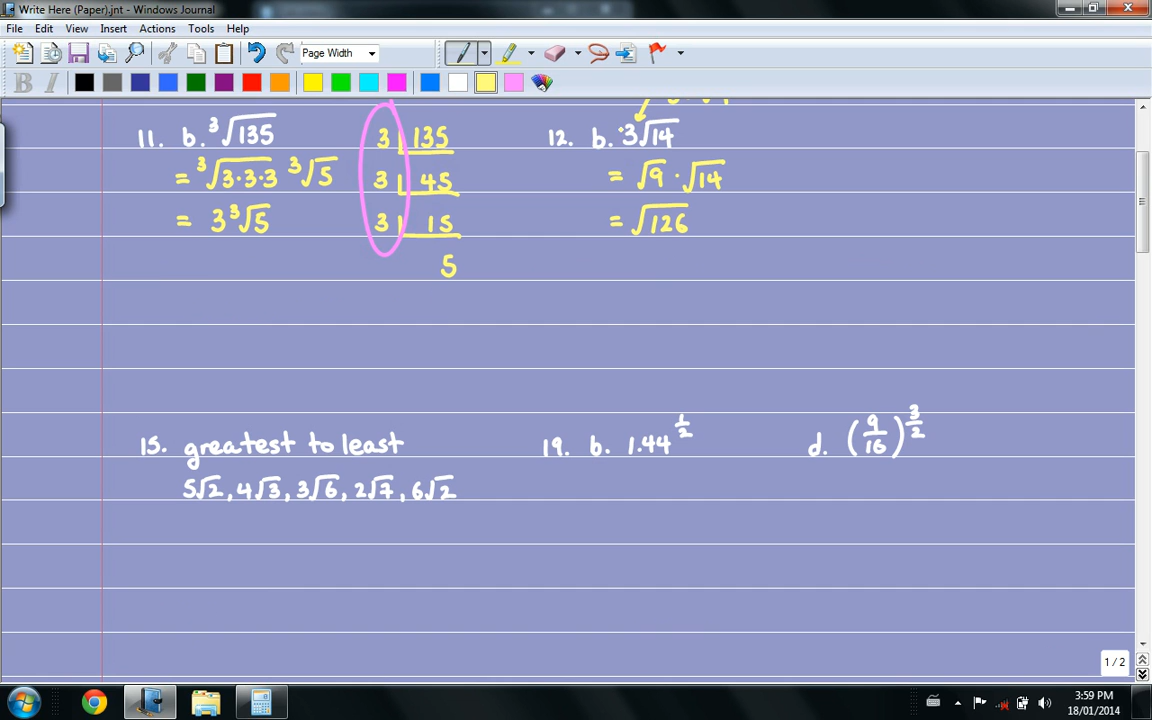 Write Here (Paper).jnt - Windows Journal
File Edit View Insert Actions Tools Help
Page Width
B I
11. b. ³√135
= ³√3·3·3 ³√5
= 3³√5
3 | 135
3 | 45
3 | 15
5
12. b. 3√14
= √9 · √14
= √126
15. greatest to least
5√2, 4√3, 3√6, 2√7, 6√2
19. b. 1.44^(1/2)
d. (9/16)^(3/2)
1 / 2
3:59 PM
18/01/2014